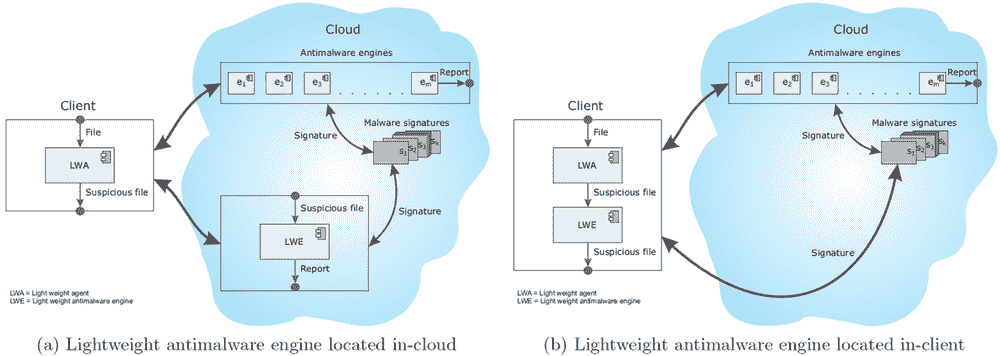 Cloud
Antimalware engines
e1 e2 e3 . . . . . . . em
Report
Client
File
LWA
Suspicious file
Signature
Malware signatures
s1 s2 s3 sk
Suspicious file
LWE
Report
Signature
LWA = Light weight agent
LWE = Light weight antimalware engine
(a) Lightweight antimalware engine located in-cloud
Cloud
Antimalware engines
e1 e2 e3 . . . . . . . em
Report
Client
File
LWA
Suspicious file
LWE
Suspicious file
Signature
Malware signatures
s1 s2 s3 sk
Signature
LWA = Light weight agent
LWE = Light weight antimalware engine
(b) Lightweight antimalware engine located in-client